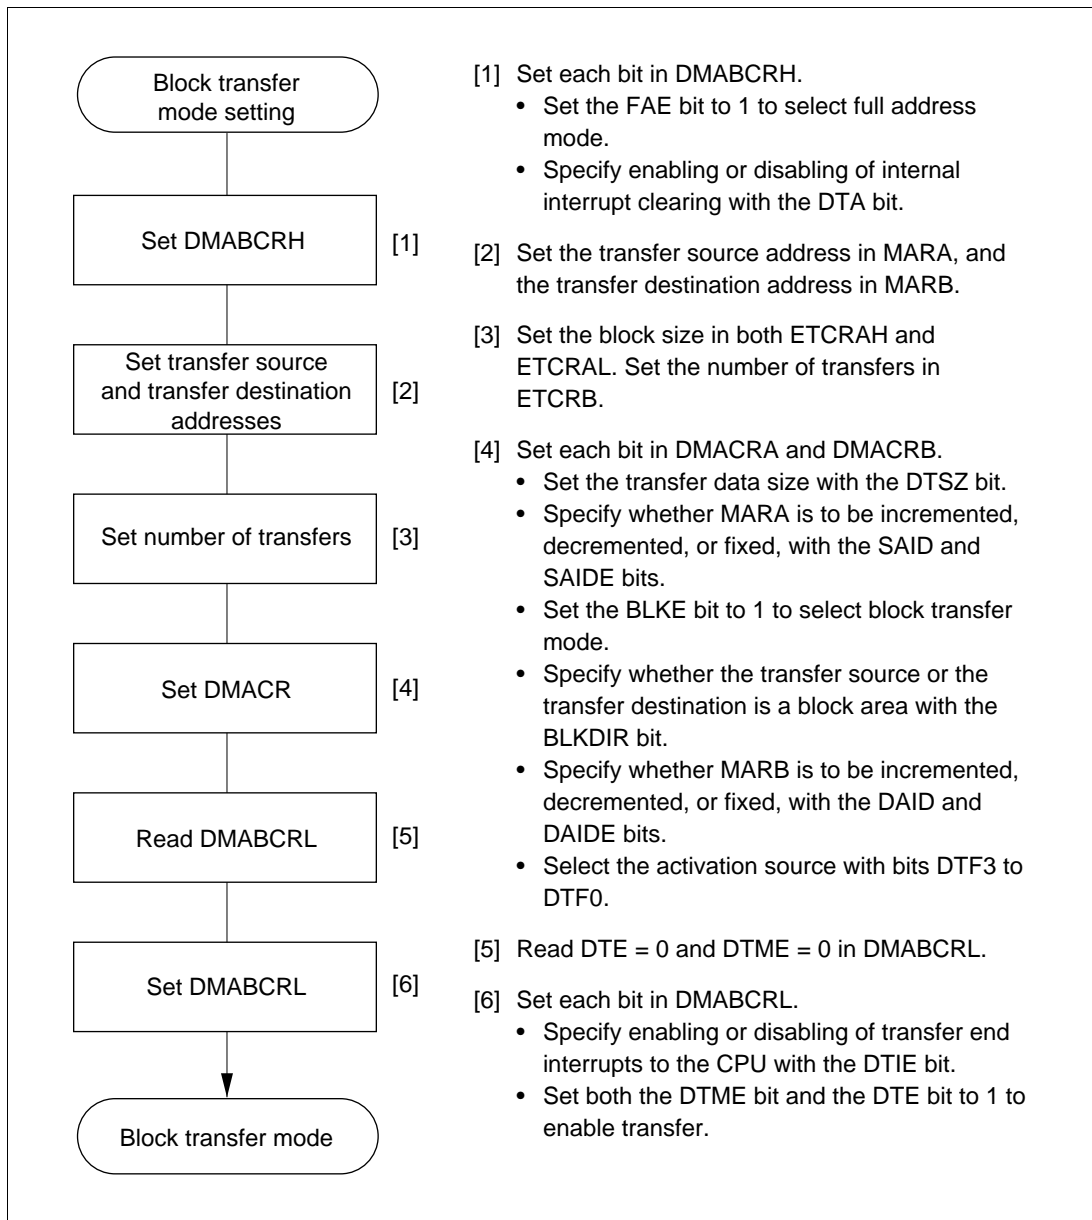 Block transfer
mode setting
Set DMABCRH
[1]
Set transfer source
and transfer destination
addresses
[2]
Set number of transfers
[3]
Set DMACR
[4]
Read DMABCRL
[5]
Set DMABCRL
[6]
Block transfer mode
[1] Set each bit in DMABCRH.
• Set the FAE bit to 1 to select full address
mode.
• Specify enabling or disabling of internal
interrupt clearing with the DTA bit.
[2] Set the transfer source address in MARA, and
the transfer destination address in MARB.
[3] Set the block size in both ETCRAH and
ETCRAL. Set the number of transfers in
ETCRB.
[4] Set each bit in DMACRA and DMACRB.
• Set the transfer data size with the DTSZ bit.
• Specify whether MARA is to be incremented,
decremented, or fixed, with the SAID and
SAIDE bits.
• Set the BLKE bit to 1 to select block transfer
mode.
• Specify whether the transfer source or the
transfer destination is a block area with the
BLKDIR bit.
• Specify whether MARB is to be incremented,
decremented, or fixed, with the DAID and
DAIDE bits.
• Select the activation source with bits DTF3 to
DTF0.
[5] Read DTE = 0 and DTME = 0 in DMABCRL.
[6] Set each bit in DMABCRL.
• Specify enabling or disabling of transfer end
interrupts to the CPU with the DTIE bit.
• Set both the DTME bit and the DTE bit to 1 to
enable transfer.